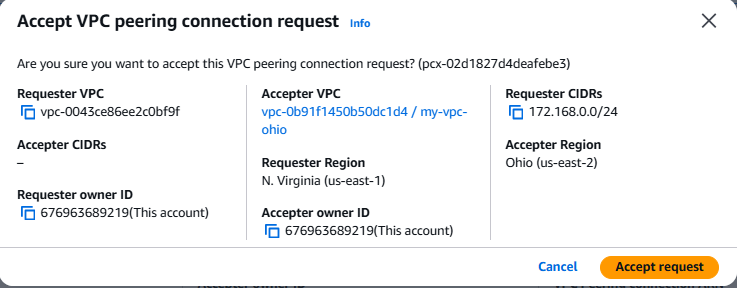 Accept VPC peering connection request Info
Are you sure you want to accept this VPC peering connection request? (pcx-02d1827d4deafebe3)
Requester VPC
vpc-0043ce86ee2c0bf9f
Accepter VPC
vpc-0b91f1450b50dc1d4 / my-vpc-
ohio
Requester CIDRs
172.168.0.0/24
Accepter CIDRs
–
Requester Region
N. Virginia (us-east-1)
Accepter Region
Ohio (us-east-2)
Requester owner ID
676963689219(This account)
Accepter owner ID
676963689219(This account)
Cancel
Accept request